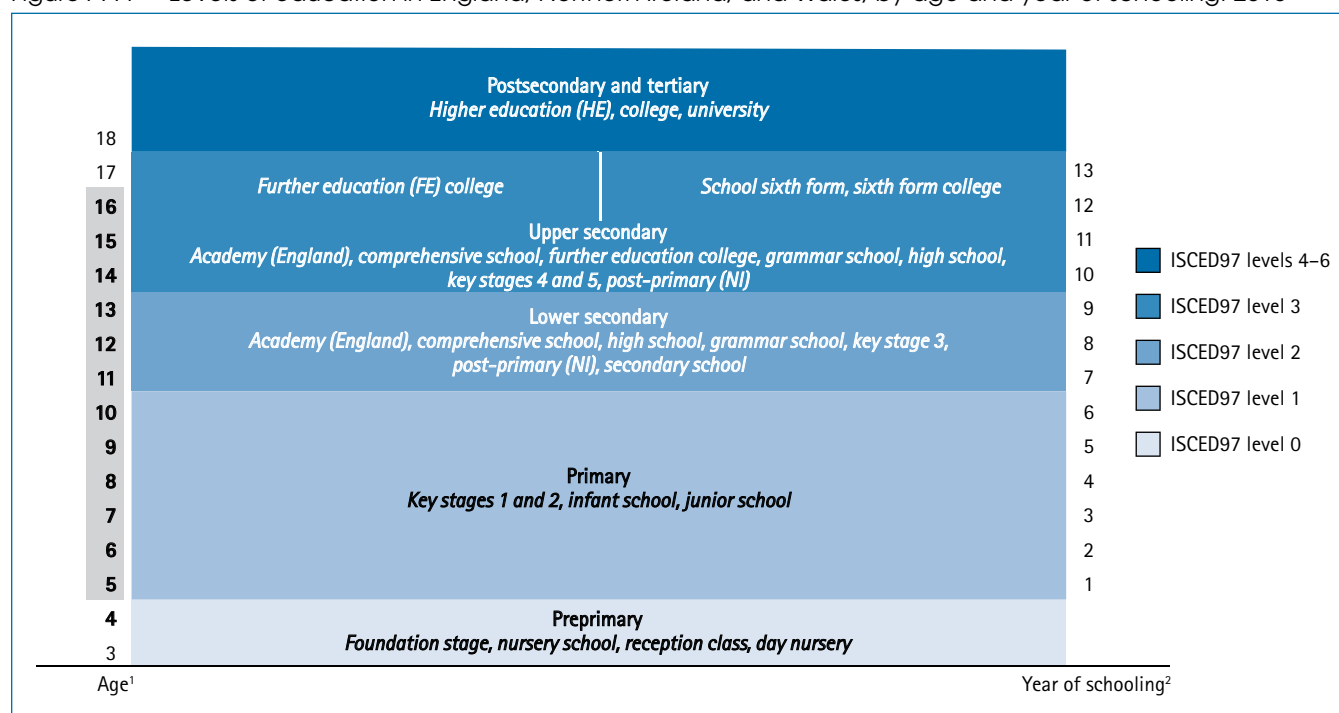 Postsecondary and tertiary
Higher education (HE), college, university
18
17
13
Further education (FE) college
School sixth form, sixth form college
16
12
15
Upper secondary
11
Academy (England), comprehensive school, further education college, grammar school, high school,
14
key stages 4 and 5, post-primary (NI)
10
13
Lower secondary
9
Academy (England), comprehensive school, high school, grammar school, key stage 3,
12
8
post-primary (NI), secondary school
11
7
10
6
9
5
8
Primary
4
Key stages 1 and 2, infant school, junior school
7
3
6
2
5
1
4
Preprimary
Foundation stage, nursery school, reception class, day nursery
3
Age¹
Year of schooling²
ISCED97 levels 4–6
ISCED97 level 3
ISCED97 level 2
ISCED97 level 1
ISCED97 level 0